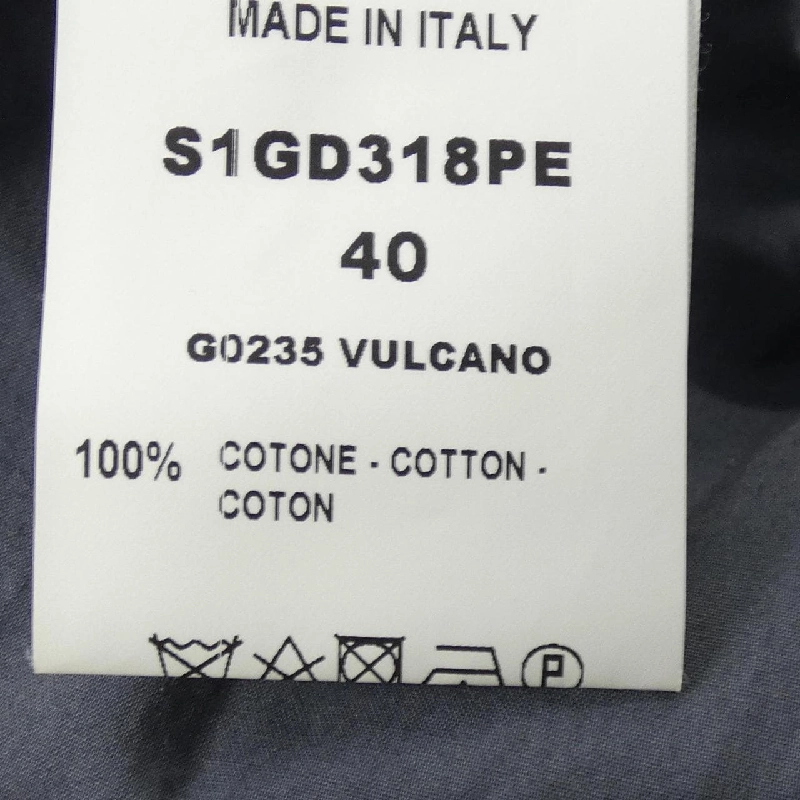 MADE IN ITALY
S1GD318PE
40
G0235 VULCANO
100% COTONE - COTTON -
COTON
P